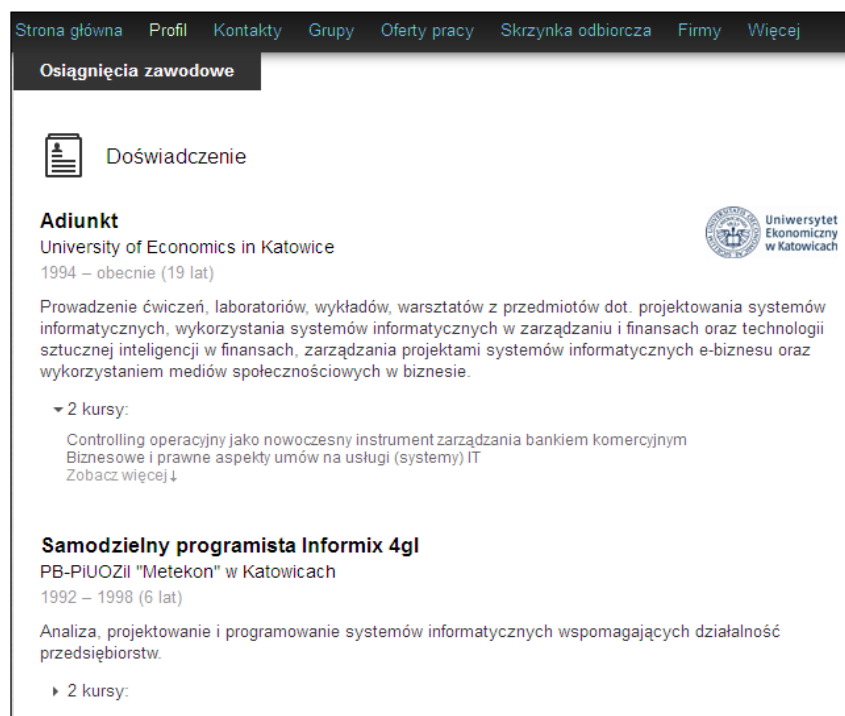 Strona główna Profil Kontakty Grupy Oferty pracy Skrzynka odbiorcza Firmy Więcej
Osiągnięcia zawodowe
Doświadczenie
Adiunkt
University of Economics in Katowice
1994 – obecnie (19 lat)
Uniwersytet
Ekonomiczny
w Katowicach
Prowadzenie ćwiczeń, laboratoriów, wykładów, warsztatów z przedmiotów dot. projektowania systemów
informatycznych, wykorzystania systemów informatycznych w zarządzaniu i finansach oraz technologii
sztucznej inteligencji w finansach, zarządzania projektami systemów informatycznych e-biznesu oraz
wykorzystaniem mediów społecznościowych w biznesie.
2 kursy:
Controlling operacyjny jako nowoczesny instrument zarządzania bankiem komercyjnym
Biznesowe i prawne aspekty umów na usługi (systemy) IT
Zobacz więcej↓
Samodzielny programista Informix 4gl
PB-PiUOZiI "Metekon" w Katowicach
1992 – 1998 (6 lat)
Analiza, projektowanie i programowanie systemów informatycznych wspomagających działalność
przedsiębiorstw.
2 kursy: